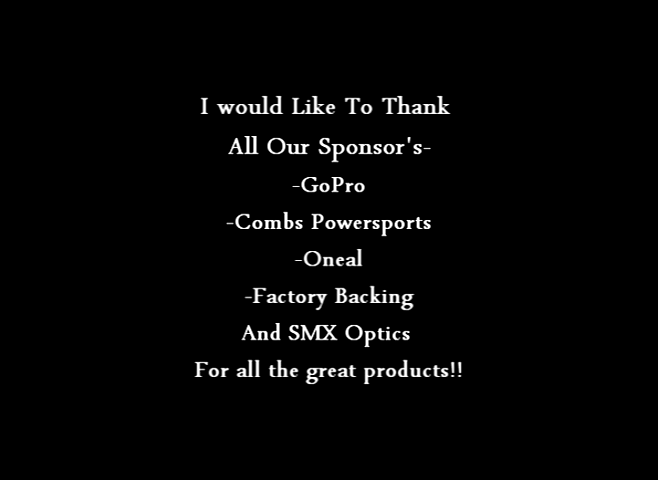 I would Like To Thank
All Our Sponsor's-
-GoPro
-Combs Powersports
-Oneal
-Factory Backing
And SMX Optics
For all the great products!!